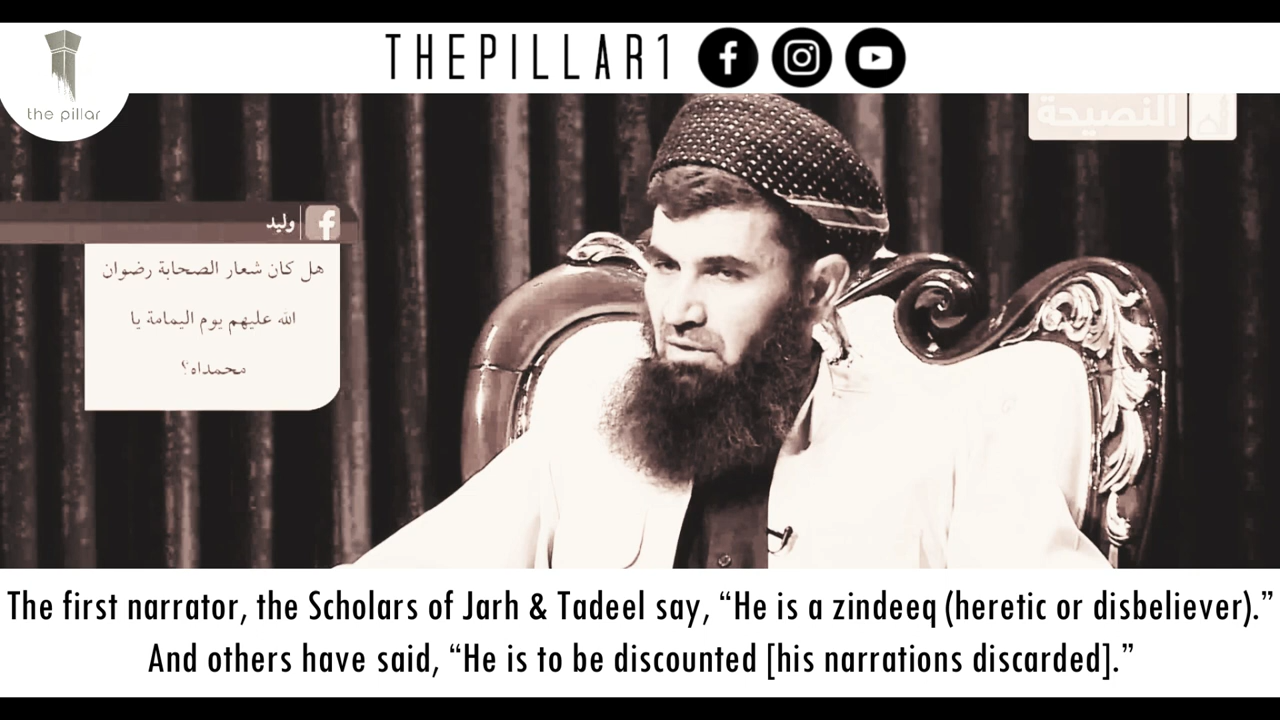 the pillar
THEPILLAR1
النصيحة
وليد
هل كان شعار الصحابة رضوان
الله عليهم يوم اليمامة يا
محمداه؟
The first narrator, the Scholars of Jarh & Tadeel say, “He is a zindeeq (heretic or disbeliever).”
And others have said, “He is to be discounted [his narrations discarded].”